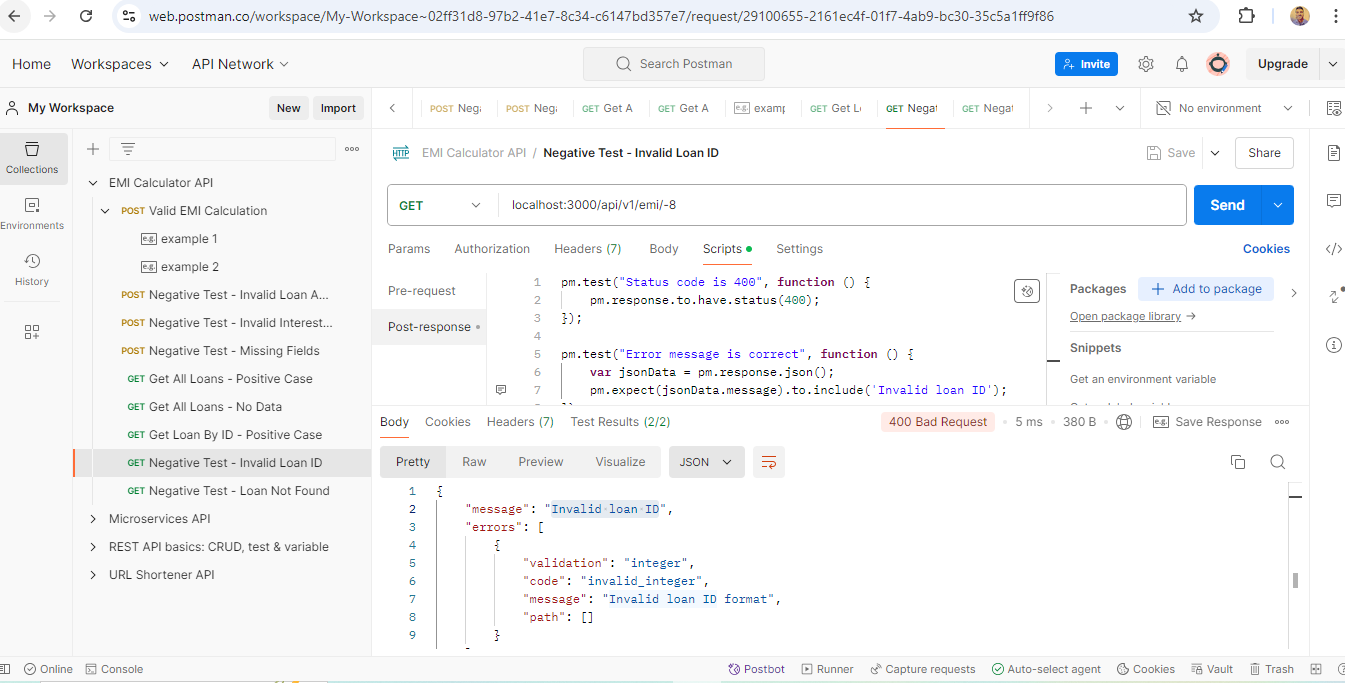 web.postman.co/workspace/My-Workspace~02ff31d8-97b2-41e7-8c34-c6147bd357e7/request/29100655-2161ec4f-01f7-4ab9-bc30-35c5a1ff9f86
Home Workspaces API Network Search Postman Invite Upgrade
My Workspace New Import
POST Nega POST Nega GET Get A GET Get A e.g. examp GET Get L GET Negat GET Negat No environment
Collections
Environments
History
EMI Calculator API
POST Valid EMI Calculation
e.g. example 1
e.g. example 2
POST Negative Test - Invalid Loan A...
POST Negative Test - Invalid Interest...
POST Negative Test - Missing Fields
GET Get All Loans - Positive Case
GET Get All Loans - No Data
GET Get Loan By ID - Positive Case
GET Negative Test - Invalid Loan ID
GET Negative Test - Loan Not Found
Microservices API
REST API basics: CRUD, test & variable
URL Shortener API
HTTP EMI Calculator API / Negative Test - Invalid Loan ID Save Share
GET localhost:3000/api/v1/emi/-8 Send
Params Authorization Headers (7) Body Scripts Settings Cookies
Pre-request
Post-response
1 pm.test("Status code is 400", function () {
2 pm.response.to.have.status(400);
3 });
4
5 pm.test("Error message is correct", function () {
6 var jsonData = pm.response.json();
7 pm.expect(jsonData.message).to.include('Invalid loan ID');
Packages Add to package
Open package library →
Snippets
Get an environment variable
Body Cookies Headers (7) Test Results (2/2) 400 Bad Request 5 ms 380 B e.g. Save Response
Pretty Raw Preview Visualize JSON
1 {
2 "message": "Invalid loan ID",
3 "errors": [
4 {
5 "validation": "integer",
6 "code": "invalid_integer",
7 "message": "Invalid loan ID format",
8 "path": []
9 }
Online Console Postbot Runner Capture requests Auto-select agent Cookies Vault Trash